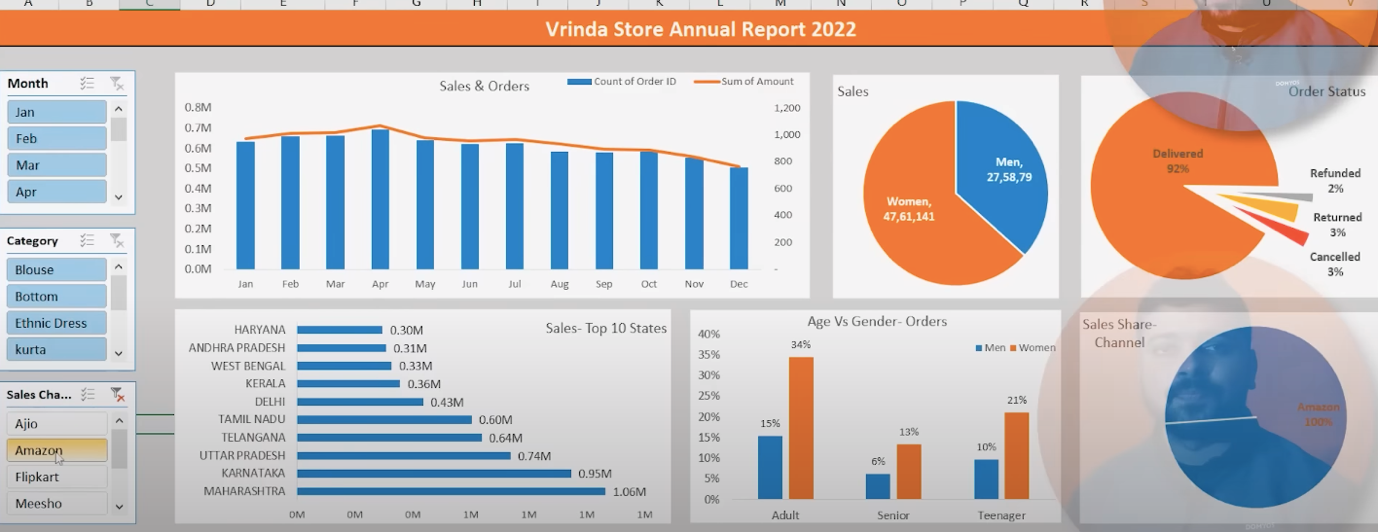 A B C D E F G H I J K L M N O P Q R S T U V
Vrinda Store Annual Report 2022
Month
Jan
Feb
Mar
Apr
Category
Blouse
Bottom
Ethnic Dress
kurta
Sales Cha...
Ajio
Amazon
Flipkart
Meesho
Sales & Orders
Count of Order ID
Sum of Amount
0.8M
0.7M
0.6M
0.5M
0.4M
0.3M
0.2M
0.1M
0.0M
1,200
1,000
800
600
400
200
-
Jan Feb Mar Apr May Jun Jul Aug Sep Oct Nov Dec
Sales
Men,
27,58,79
Women,
47,61,141
Order Status
Delivered
92%
Refunded
2%
Returned
3%
Cancelled
3%
Sales- Top 10 States
HARYANA 0.30M
ANDHRA PRADESH 0.31M
WEST BENGAL 0.33M
KERALA 0.36M
DELHI 0.43M
TAMIL NADU 0.60M
TELANGANA 0.64M
UTTAR PRADESH 0.74M
KARNATAKA 0.95M
MAHARASHTRA 1.06M
0M 0M 0M 1M 1M 1M 1M
Age Vs Gender- Orders
Men Women
40%
35%
30%
25%
20%
15%
10%
5%
0%
15%
34%
6%
13%
10%
21%
Adult Senior Teenager
Sales Share-
Channel
Amazon
100%